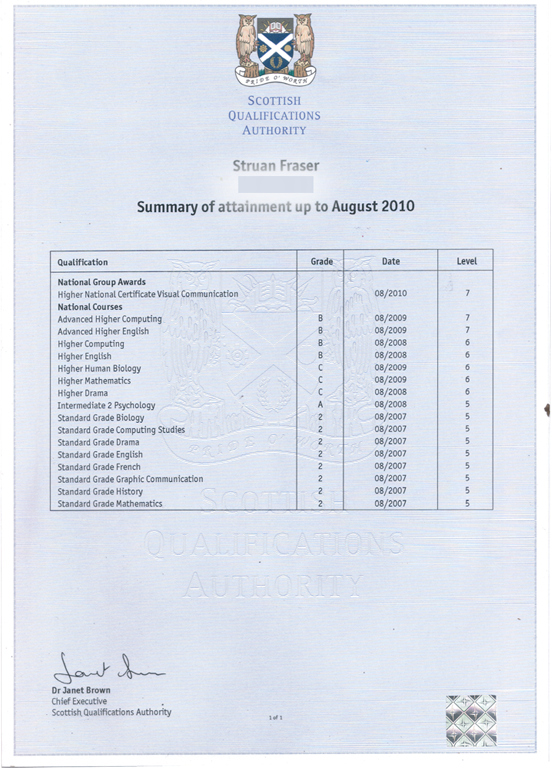 PRIDE O' WORTH
SCOTTISH
QUALIFICATIONS
AUTHORITY
Struan Fraser
Summary of attainment up to August 2010
Qualification Grade Date Level
National Group Awards
Higher National Certificate Visual Communication 08/2010 7
National Courses
Advanced Higher Computing B 08/2009 7
Advanced Higher English B 08/2009 7
Higher Computing B 08/2008 6
Higher English B 08/2008 6
Higher Human Biology C 08/2009 6
Higher Mathematics C 08/2009 6
Higher Drama C 08/2008 6
Intermediate 2 Psychology A 08/2008 5
Standard Grade Biology 2 08/2007 5
Standard Grade Computing Studies 2 08/2007 5
Standard Grade Drama 2 08/2007 5
Standard Grade English 2 08/2007 5
Standard Grade French 2 08/2007 5
Standard Grade Graphic Communication 2 08/2007 5
Standard Grade History 2 08/2007 5
Standard Grade Mathematics 2 08/2007 5
PRIDE O' WORTH
SCOTTISH
QUALIFICATIONS
AUTHORITY
Dr Janet Brown
Chief Executive
Scottish Qualifications Authority
1 of 1